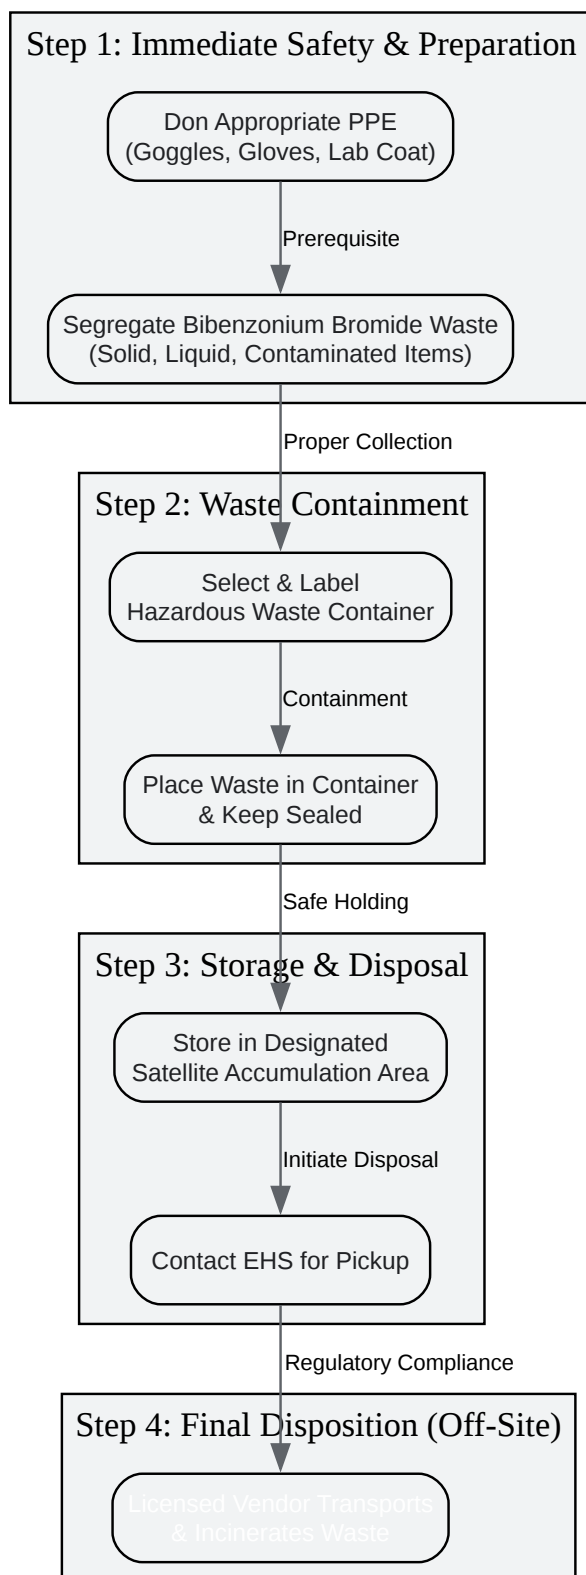 Step 1: Immediate Safety & Preparation
Don Appropriate PPE
(Goggles, Gloves, Lab Coat)
Prerequisite
Segregate Bibenzonium Bromide Waste
(Solid, Liquid, Contaminated Items)
Proper Collection
Step 2: Waste Containment
Select & Label
Hazardous Waste Container
Containment
Place Waste in Container
& Keep Sealed
Safe Holding
Step 3: Storage & Disposal
Store in Designated
Satellite Accumulation Area
Initiate Disposal
Contact EHS for Pickup
Regulatory Compliance
Step 4: Final Disposition (Off-Site)
Licensed Vendor Transports
& Incinerates Waste